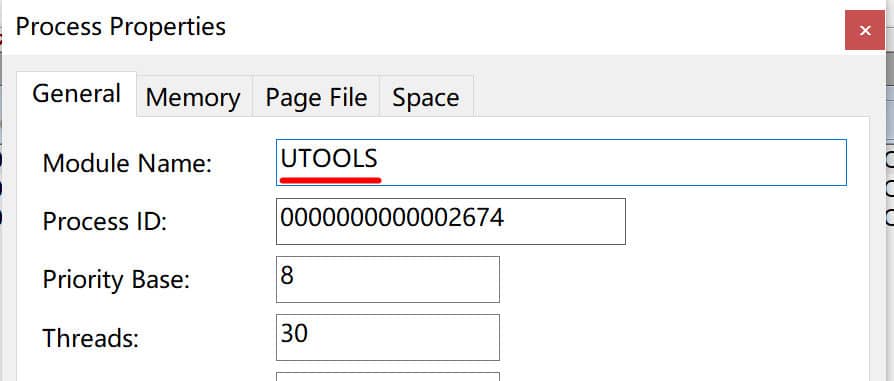 Process Properties
General Memory Page File Space
Module Name: UTOOLS
Process ID: 0000000000002674
Priority Base: 8
Threads: 30